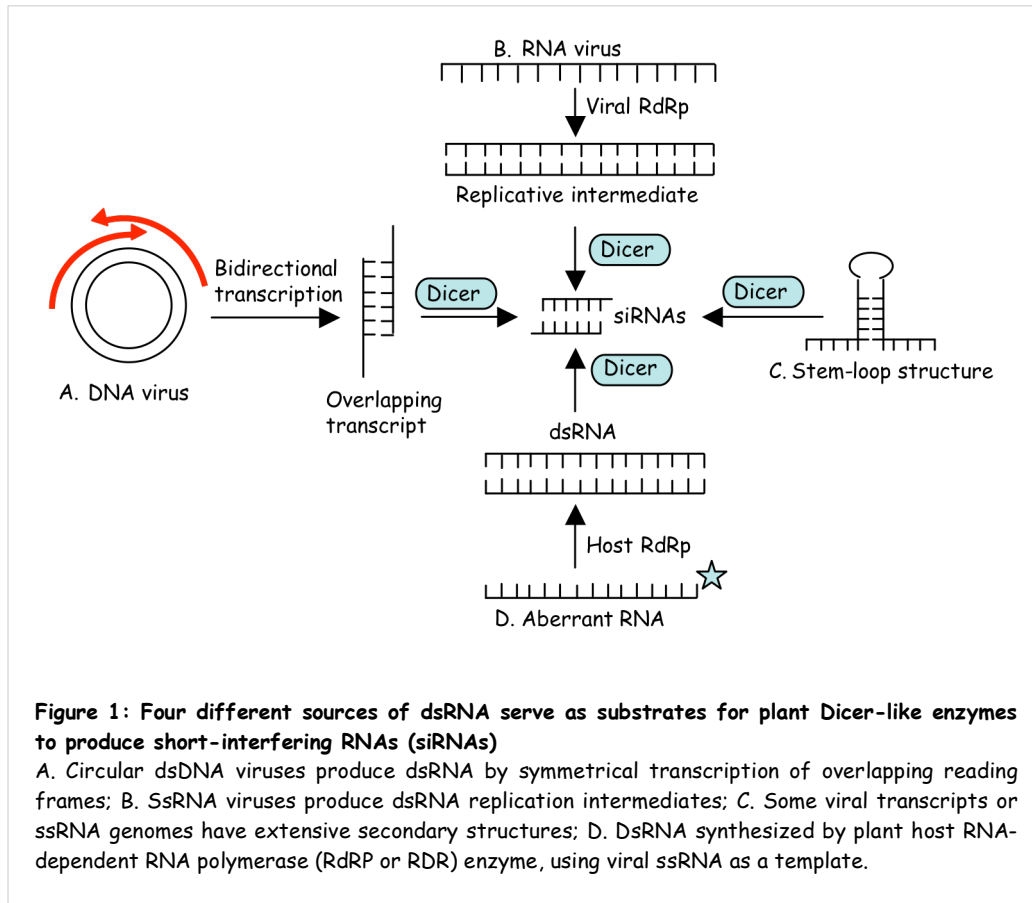 B. RNA virus
Viral RdRp
Replicative intermediate
Dicer
Bidirectional
transcription
Dicer
siRNAs
Dicer
A. DNA virus
Overlapping
transcript
C. Stem-loop structure
Dicer
dsRNA
Host RdRp
D. Aberrant RNA
Figure 1: Four different sources of dsRNA serve as substrates for plant Dicer-like enzymes
to produce short-interfering RNAs (siRNAs)
A. Circular dsDNA viruses produce dsRNA by symmetrical transcription of overlapping reading
frames; B. SsRNA viruses produce dsRNA replication intermediates; C. Some viral transcripts or
ssRNA genomes have extensive secondary structures; D. DsRNA synthesized by plant host RNA-
dependent RNA polymerase (RdRP or RDR) enzyme, using viral ssRNA as a template.